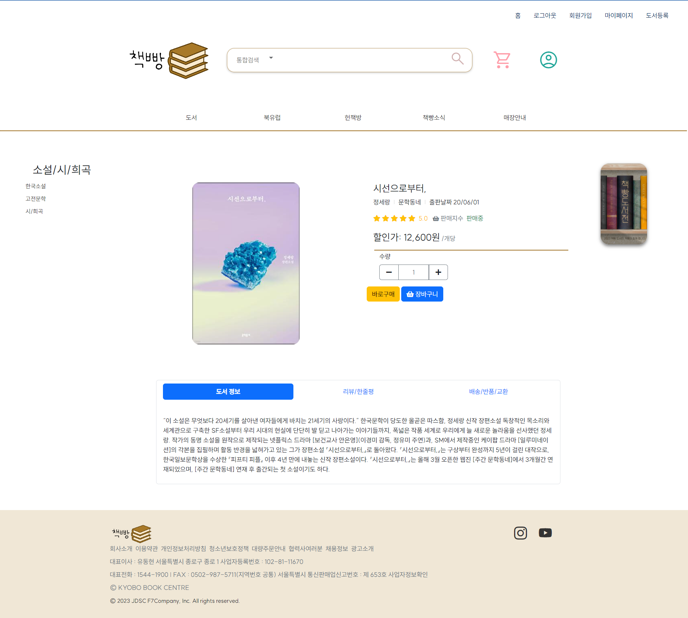 홈 로그아웃 회원가입 마이페이지 도서등록
책빵
통합검색
도서 북유럽 헌책방 책빵소식 매장안내
소설/시/희곡
한국소설
고전문학
시/희곡
시선으로부터,
시선으로부터,
정세랑 | 문학동네 | 출판날짜 20/06/01
5.0 판매지수 판매중
할인가: 12,600원 /개당
수량
1
바로구매 장바구니
책빵도서전
도서 정보 리뷰/한줄평 배송/반품/교환
"이 소설은 무엇보다 20세기를 살아낸 여자들에게 바치는 21세기의 사랑이다." 한국문학이 당도한 올곧은 따스함, 정세랑 신작 장편소설 독창적인 목소리와
세계관으로 구축한 SF소설부터 우리 시대의 현실에 단단히 발 딛고 나아가는 이야기들까지, 폭넓은 작품 세계로 우리에게 늘 새로운 놀라움을 선사했던 정세
랑. 작가의 동명 소설을 원작으로 제작되는 넷플릭스 드라마 [보건교사 안은영](이경미 감독, 정유미 주연)과, SM에서 제작중인 케이팝 드라마 [일루미네이
션]의 각본을 집필하며 활동 반경을 넓혀가고 있는 그가 장편소설 『시선으로부터,』로 돌아왔다. 『시선으로부터,』는 구상부터 완성까지 5년이 걸린 대작으로,
한국일보문학상을 수상한 『피프티 피플』 이후 4년 만에 내놓는 신작 장편소설이다. 『시선으로부터,』는 올해 3월 오픈한 웹진 [주간 문학동네]에서 3개월간 연
재되었으며, [주간 문학동네] 연재 후 출간되는 첫 소설이기도 하다.
책빵
회사소개 이용약관 개인정보처리방침 청소년보호정책 대량주문안내 협력사여러분 채용정보 광고소개
대표이사 : 유동한 서울특별시 종로구 종로 1 사업자등록번호 : 102-81-11670
대표전화 : 1544-1900 | FAX : 0502-987-5711(지역번호 공통) 서울특별시 통신판매업신고번호 : 제 653호 사업자정보확인
© KYOBO BOOK CENTRE
© 2023 JDSC F7Company, Inc. All rights reserved.